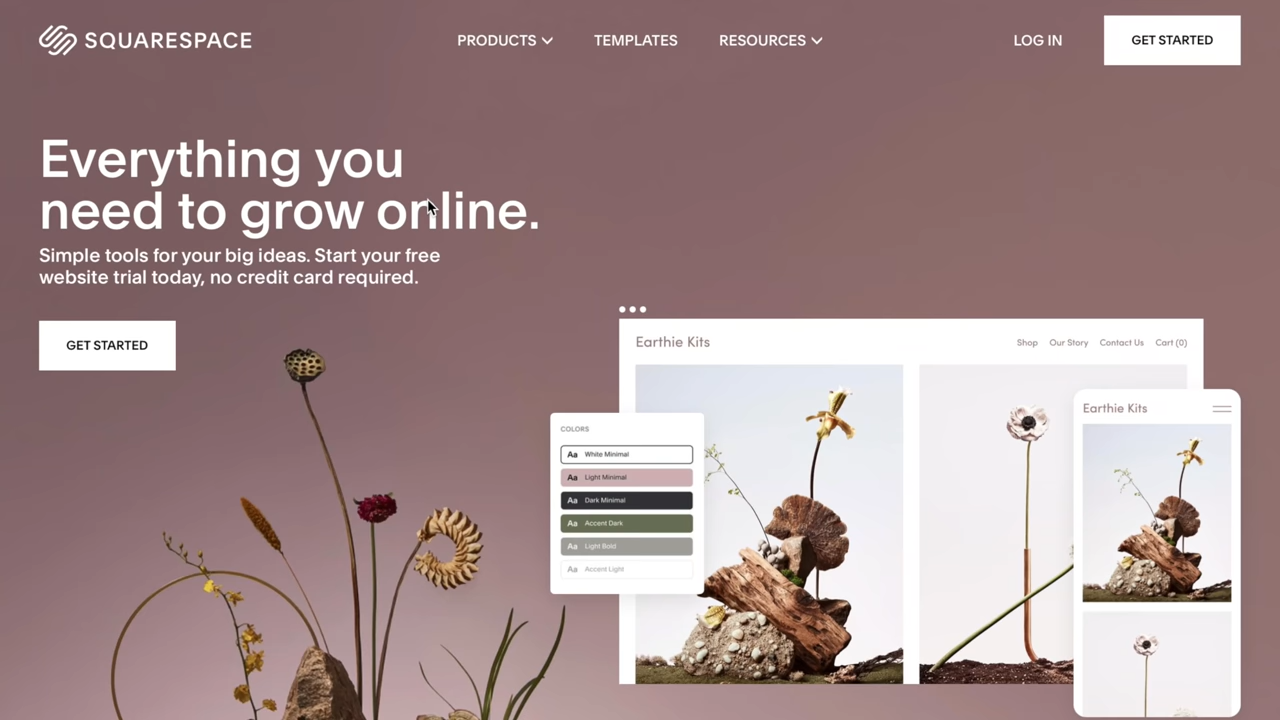 SQUARESPACE
PRODUCTS
TEMPLATES
RESOURCES
LOG IN
GET STARTED
Everything you
need to grow online.
Simple tools for your big ideas. Start your free
website trial today, no credit card required.
GET STARTED
Earthie Kits
Shop
Our Story
Contact Us
Cart (0)
COLORS
Aa White Minimal
Aa Light Minimal
Aa Dark Minimal
Aa Accent Dark
Aa Light Bold
Aa Accent Light
Earthie Kits